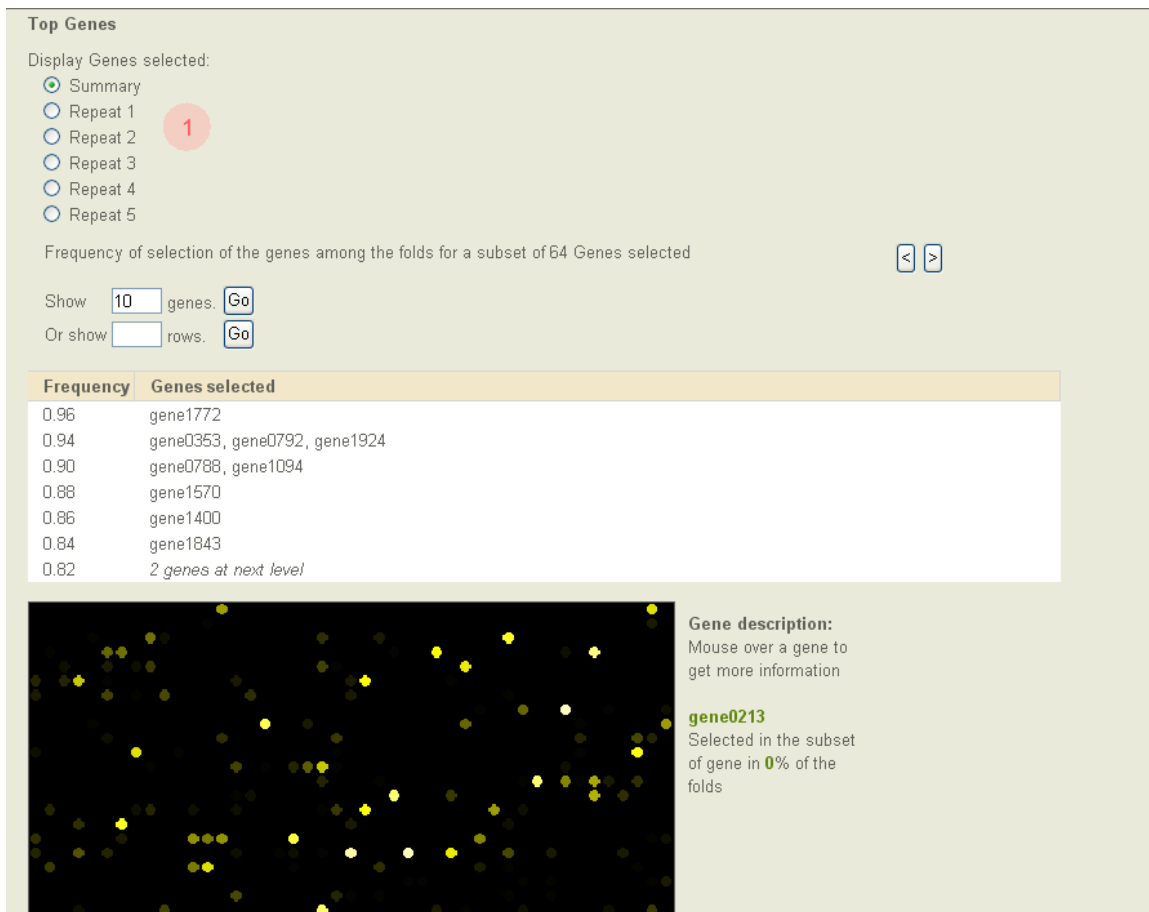 Top Genes
Display Genes selected:
Summary
Repeat 1
1
Repeat 2
Repeat 3
Repeat 4
Repeat 5
Frequency of selection of the genes among the folds for a subset of 64 Genes selected < >
Show 10 genes. Go
Or show rows. Go
Frequency Genes selected
0.96 gene1772
0.94 gene0353, gene0792, gene1924
0.90 gene0788, gene1094
0.88 gene1570
0.86 gene1400
0.84 gene1843
0.82 2 genes at next level
Gene description:
Mouse over a gene to
get more information
gene0213
Selected in the subset
of gene in 0% of the
folds